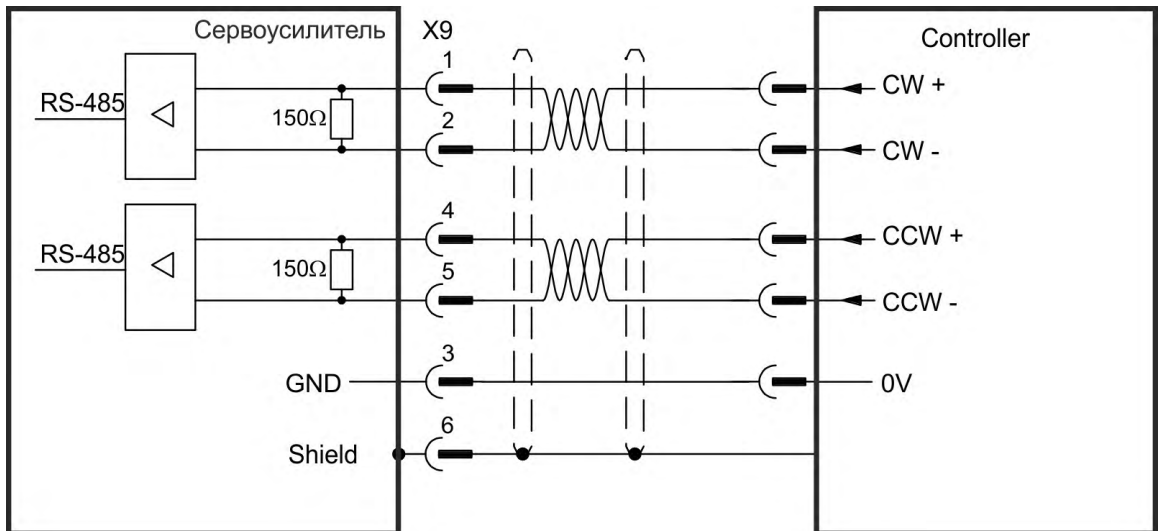 Сервоусилитель X9 Controller
1
RS-485 150Ω CW +
2
CW -
4
RS-485 150Ω CCW +
5
CCW -
3
GND 0V
6
Shield